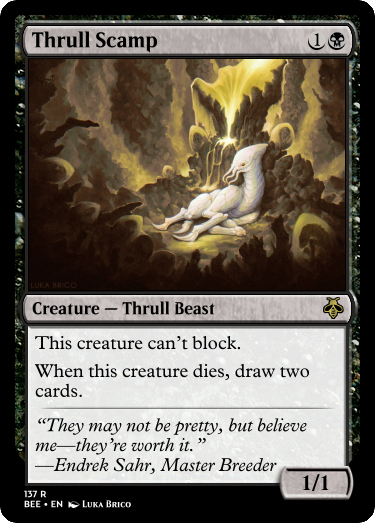 Thrull Scamp 1
LUKA BRICO
Creature — Thrull Beast
This creature can't block.
When this creature dies, draw two
cards.
“They may not be pretty, but believe
me—they're worth it.”
—Endrek Sahr, Master Breeder
1/1
137 R
BEE • EN Luka Brico